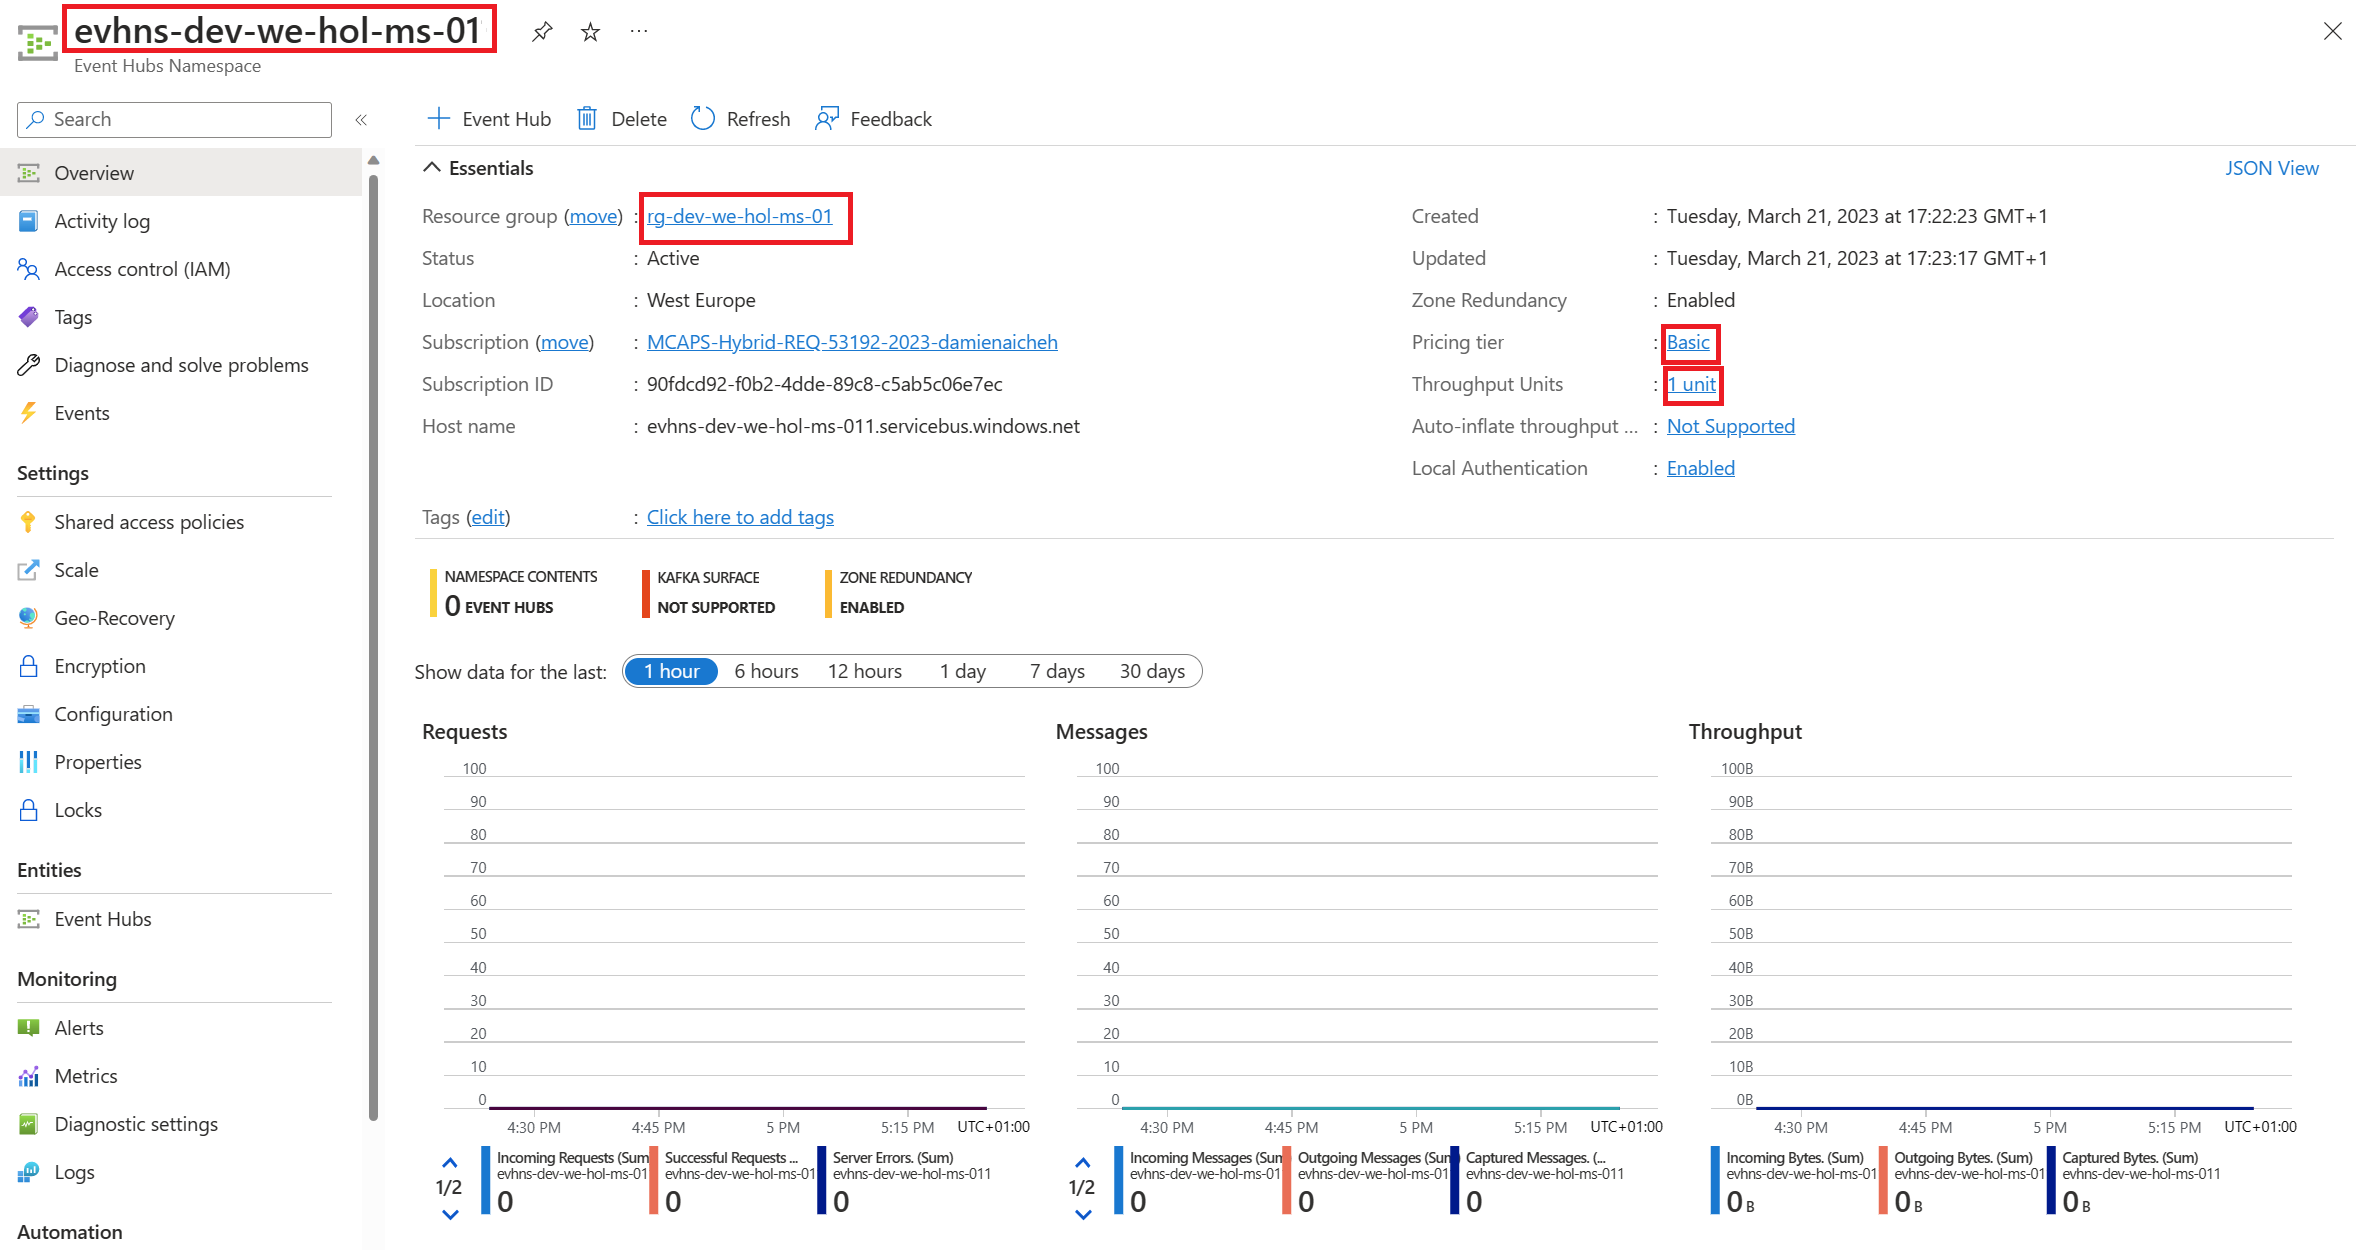 evhns-dev-we-hol-ms-01
Event Hubs Namespace
Search
«
Event Hub
Delete
Refresh
Feedback
Overview
Activity log
Access control (IAM)
Tags
Diagnose and solve problems
Events
Settings
Shared access policies
Scale
Geo-Recovery
Encryption
Configuration
Properties
Locks
Entities
Event Hubs
Monitoring
Alerts
Metrics
Diagnostic settings
Logs
Automation
Essentials
JSON View
Resource group (move) : rg-dev-we-hol-ms-01
Status : Active
Location : West Europe
Subscription (move) : MCAPS-Hybrid-REQ-53192-2023-damienaicheh
Subscription ID : 90fdcd92-f0b2-4dde-89c8-c5ab5c06e7ec
Host name : evhns-dev-we-hol-ms-011.servicebus.windows.net
Created : Tuesday, March 21, 2023 at 17:22:23 GMT+1
Updated : Tuesday, March 21, 2023 at 17:23:17 GMT+1
Zone Redundancy : Enabled
Pricing tier : Basic
Throughput Units : 1 unit
Auto-inflate throughput ... : Not Supported
Local Authentication : Enabled
Tags (edit) : Click here to add tags
NAMESPACE CONTENTS
0 EVENT HUBS
KAFKA SURFACE
NOT SUPPORTED
ZONE REDUNDANCY
ENABLED
Show data for the last: 1 hour 6 hours 12 hours 1 day 7 days 30 days
Requests
100
90
80
70
60
50
40
30
20
10
0
4:30 PM 4:45 PM 5 PM 5:15 PM UTC+01:00
1/2
Incoming Requests (Sum
evhns-dev-we-hol-ms-01
0
Successful Requests ...
evhns-dev-we-hol-ms-01
0
Server Errors. (Sum)
evhns-dev-we-hol-ms-011
0
Messages
100
90
80
70
60
50
40
30
20
10
0
4:30 PM 4:45 PM 5 PM 5:15 PM UTC+01:00
1/2
Incoming Messages (Sum
evhns-dev-we-hol-ms-01
0
Outgoing Messages (Sum
evhns-dev-we-hol-ms-01
0
Captured Messages. (...
evhns-dev-we-hol-ms-011
0
Throughput
100B
90B
80B
70B
60B
50B
40B
30B
20B
10B
0B
4:30 PM 4:45 PM 5 PM 5:15 PM UTC+01:00
Incoming Bytes. (Sum)
evhns-dev-we-hol-ms-01
0 B
Outgoing Bytes. (Sum)
evhns-dev-we-hol-ms-01
0 B
Captured Bytes. (Sum)
evhns-dev-we-hol-ms-011
0 B